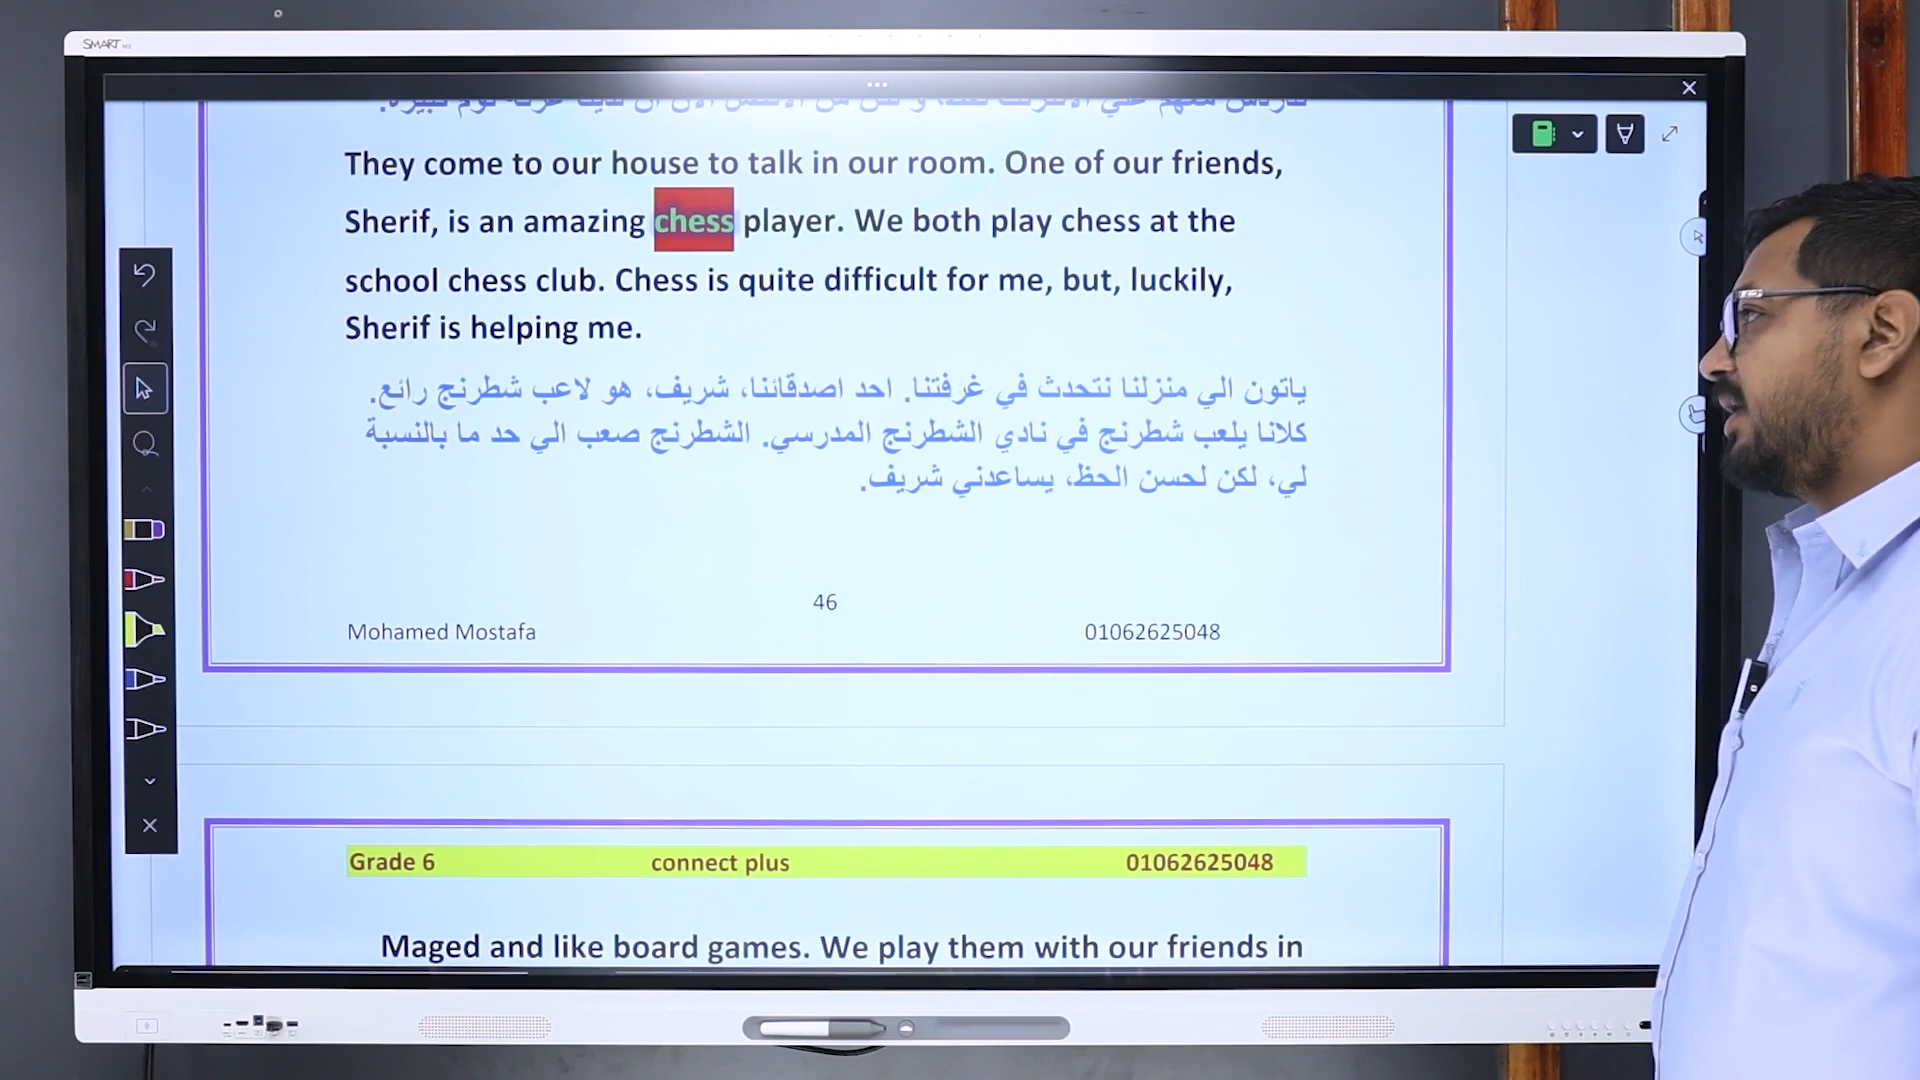 SMART
They come to our house to talk in our room. One of our friends,
Sherif, is an amazing chess player. We both play chess at the
school chess club. Chess is quite difficult for me, but, luckily,
Sherif is helping me.
ياتون الي منزلنا نتحدث في غرفتنا. احد اصدقائنا، شريف، هو لاعب شطرنج رائع.
كلانا يلعب شطرنج في نادي الشطرنج المدرسي. الشطرنج صعب الي حد ما بالنسبة
لي، لكن لحسن الحظ، يساعدني شريف.
46
Mohamed Mostafa 01062625048
Grade 6 connect plus 01062625048
Maged and like board games. We play them with our friends in